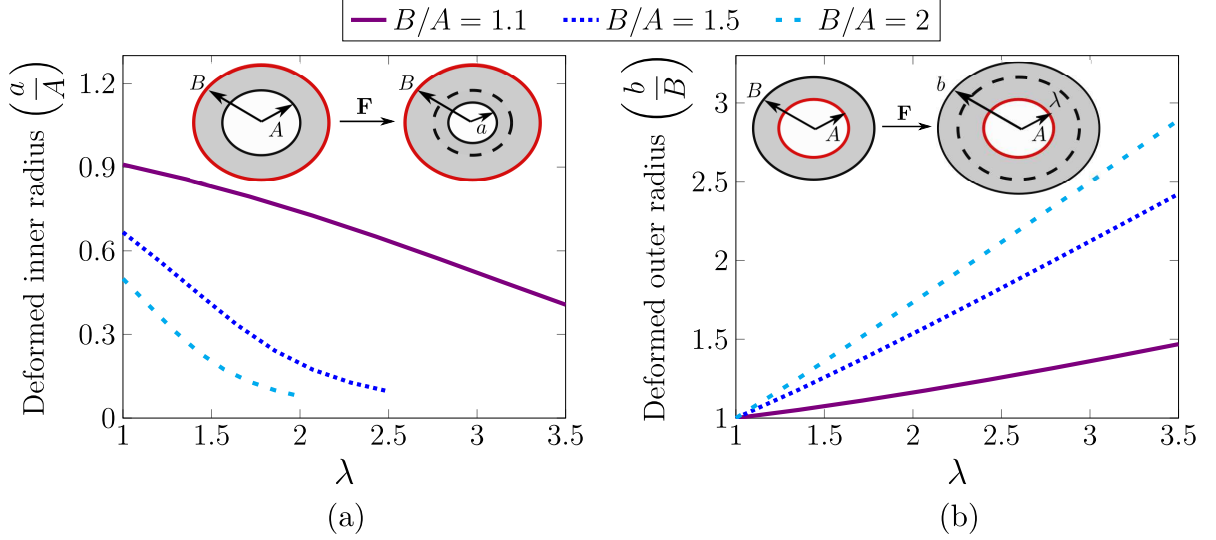 B/A = 1.1 B/A = 1.5 B/A = 2
Deformed inner radius (a/A)
1.2
0.9
0.6
0.3
0
1 1.5 2 2.5 3 3.5
λ
(a)
B
A
F
B
a
Deformed outer radius (b/B)
3
2.5
2
1.5
1
1 1.5 2 2.5 3 3.5
λ
(b)
B
A
F
b
λ
A